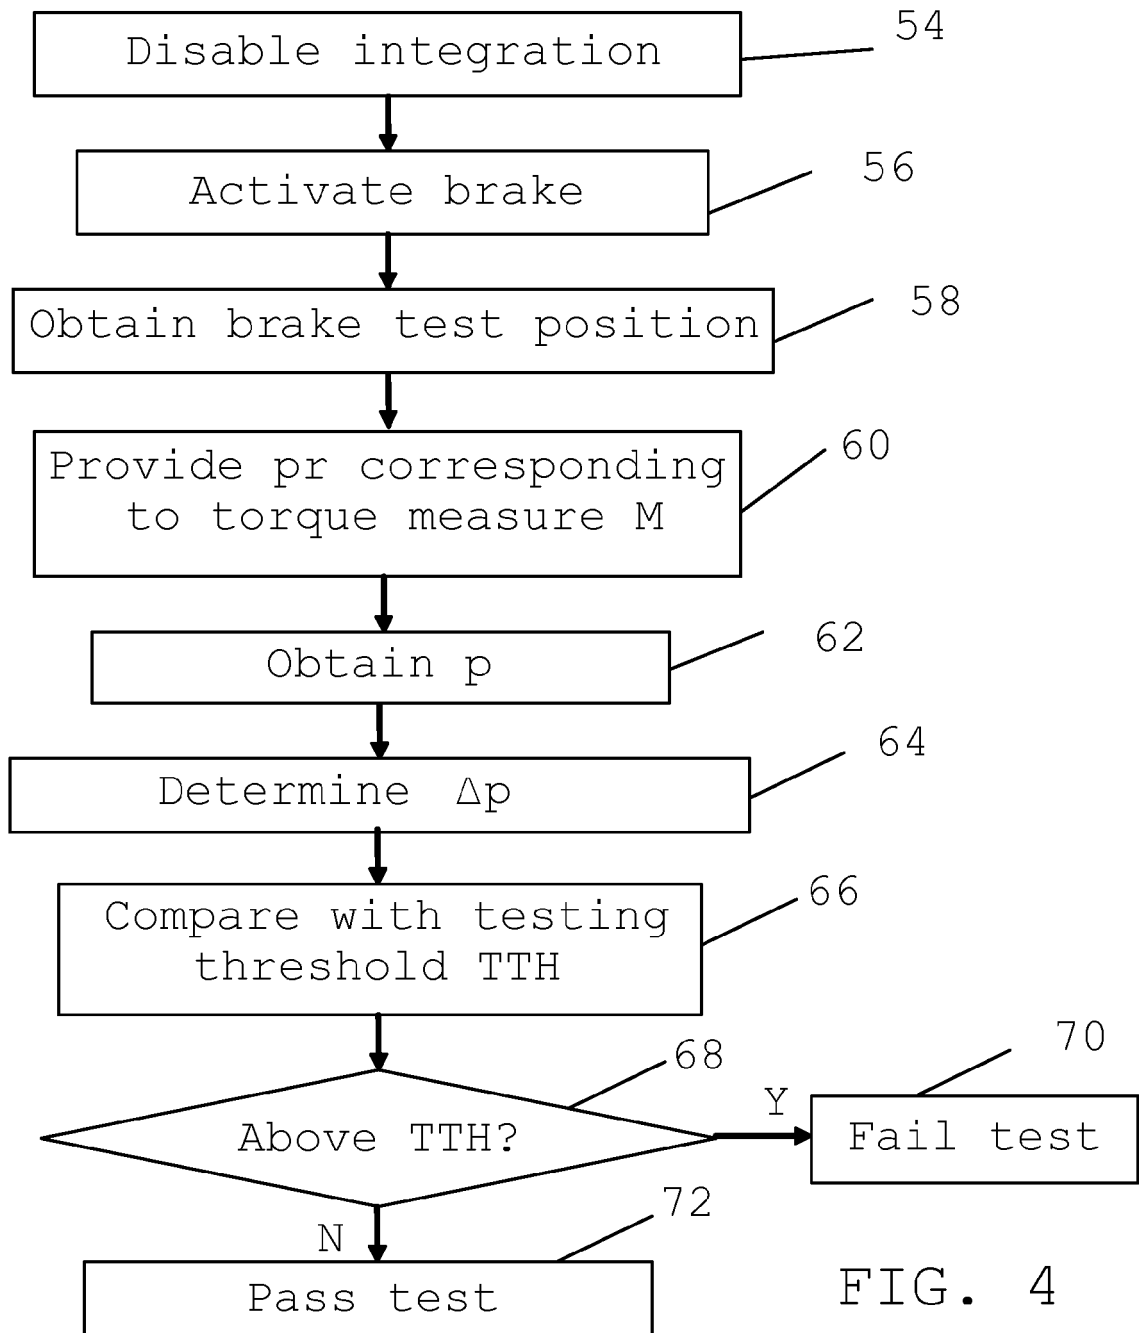 Disable integration
54
Activate brake
56
Obtain brake test position
58
Provide pr corresponding
to torque measure M
60
Obtain p
62
Determine Δp
64
Compare with testing
threshold TTH
66
68
Above TTH?
Y
70
Fail test
N
72
Pass test
FIG. 4